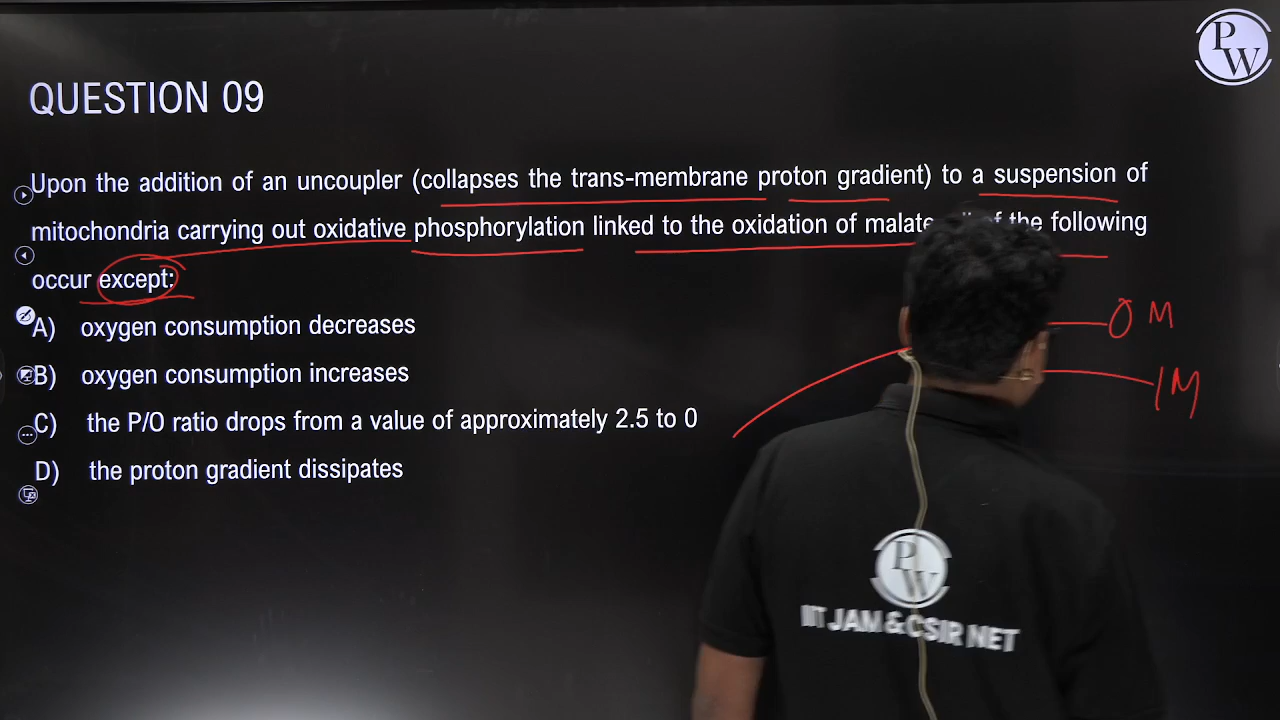 PW
QUESTION 09
Upon the addition of an uncoupler (collapses the trans-membrane proton gradient) to a suspension of
mitochondria carrying out oxidative phosphorylation linked to the oxidation of malate of the following
occur except:
A) oxygen consumption decreases
B) oxygen consumption increases
C) the P/O ratio drops from a value of approximately 2.5 to 0
D) the proton gradient dissipates
OM
IM
PW
IIT JAM & CSIR NET